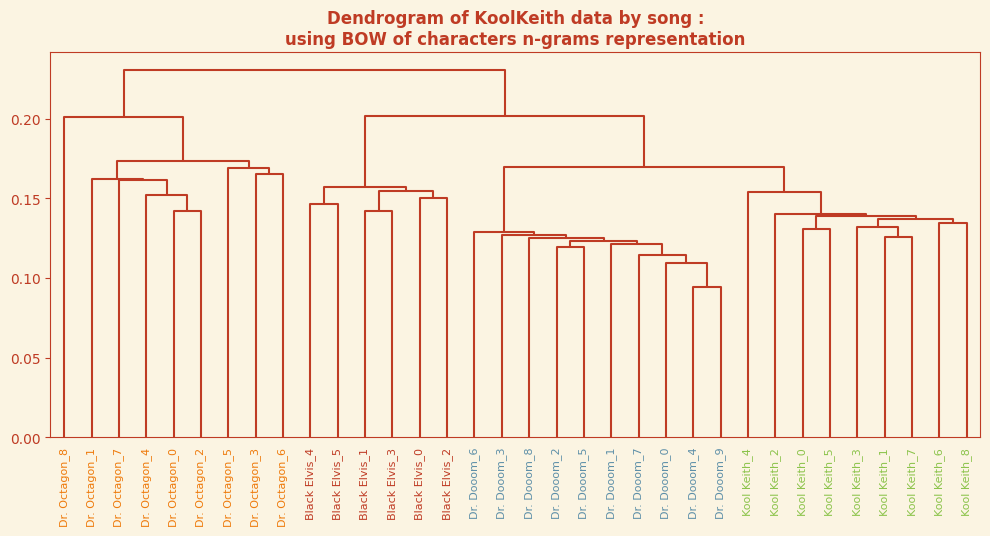 Dendrogram of KoolKeith data by song :
using BOW of characters n-grams representation
0.20
0.15
0.10
0.05
0.00
Dr. Octagon_8
Dr. Octagon_1
Dr. Octagon_7
Dr. Octagon_4
Dr. Octagon_0
Dr. Octagon_2
Dr. Octagon_5
Dr. Octagon_3
Dr. Octagon_6
Black Elvis_4
Black Elvis_5
Black Elvis_1
Black Elvis_3
Black Elvis_0
Black Elvis_2
Dr. Dooom_6
Dr. Dooom_3
Dr. Dooom_8
Dr. Dooom_2
Dr. Dooom_5
Dr. Dooom_1
Dr. Dooom_7
Dr. Dooom_0
Dr. Dooom_4
Dr. Dooom_9
Kool Keith_4
Kool Keith_2
Kool Keith_0
Kool Keith_5
Kool Keith_3
Kool Keith_1
Kool Keith_7
Kool Keith_6
Kool Keith_8